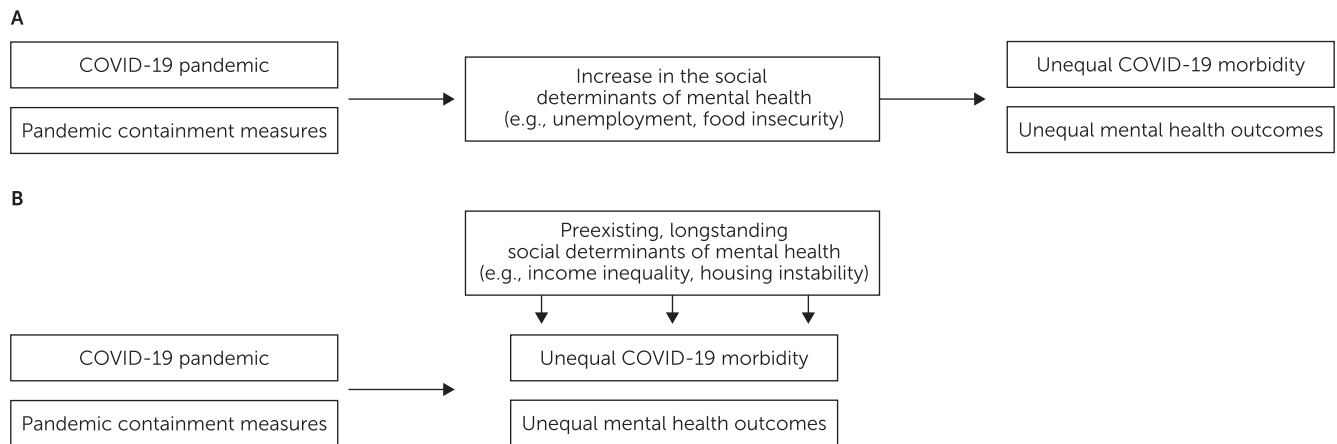 A
COVID-19 pandemic
Pandemic containment measures
Increase in the social
determinants of mental health
(e.g., unemployment, food insecurity)
Unequal COVID-19 morbidity
Unequal mental health outcomes
B
Preexisting, longstanding
social determinants of mental health
(e.g., income inequality, housing instability)
COVID-19 pandemic
Pandemic containment measures
Unequal COVID-19 morbidity
Unequal mental health outcomes